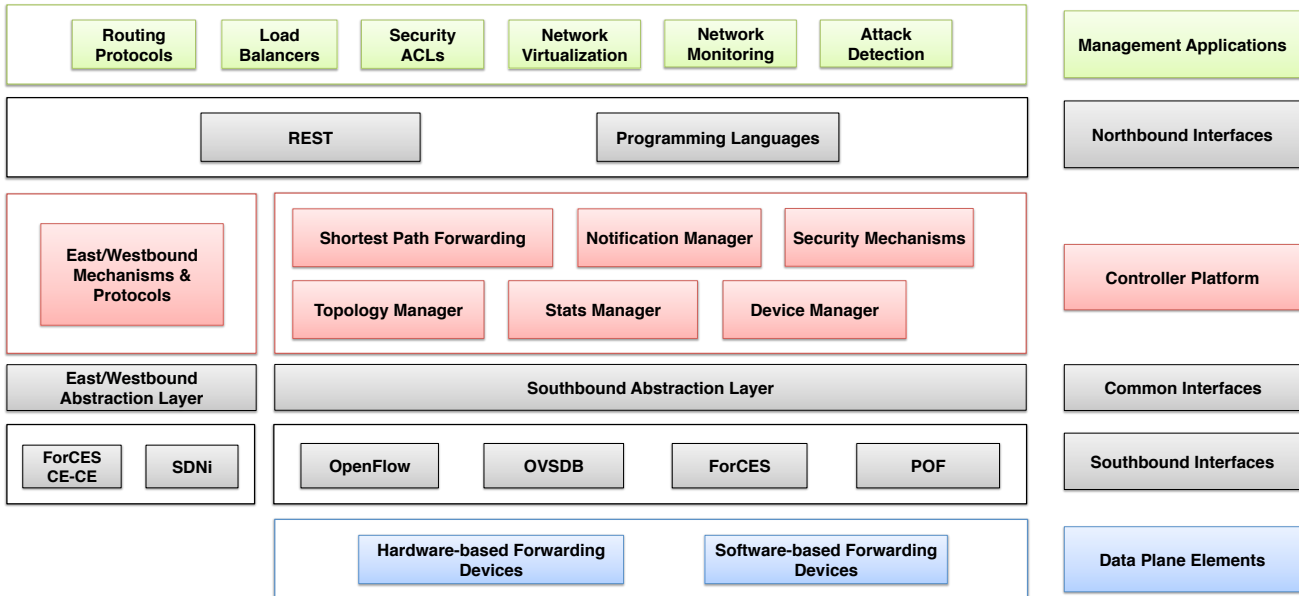 Routing
Protocols
Load
Balancers
Security
ACLs
Network
Virtualization
Network
Monitoring
Attack
Detection
Management Applications
REST
Programming Languages
Northbound Interfaces
East/Westbound
Mechanisms &
Protocols
Shortest Path Forwarding
Notification Manager
Security Mechanisms
Topology Manager
Stats Manager
Device Manager
Controller Platform
East/Westbound
Abstraction Layer
Southbound Abstraction Layer
Common Interfaces
ForCES
CE-CE
SDNi
OpenFlow
OVSDB
ForCES
POF
Southbound Interfaces
Hardware-based Forwarding
Devices
Software-based Forwarding
Devices
Data Plane Elements